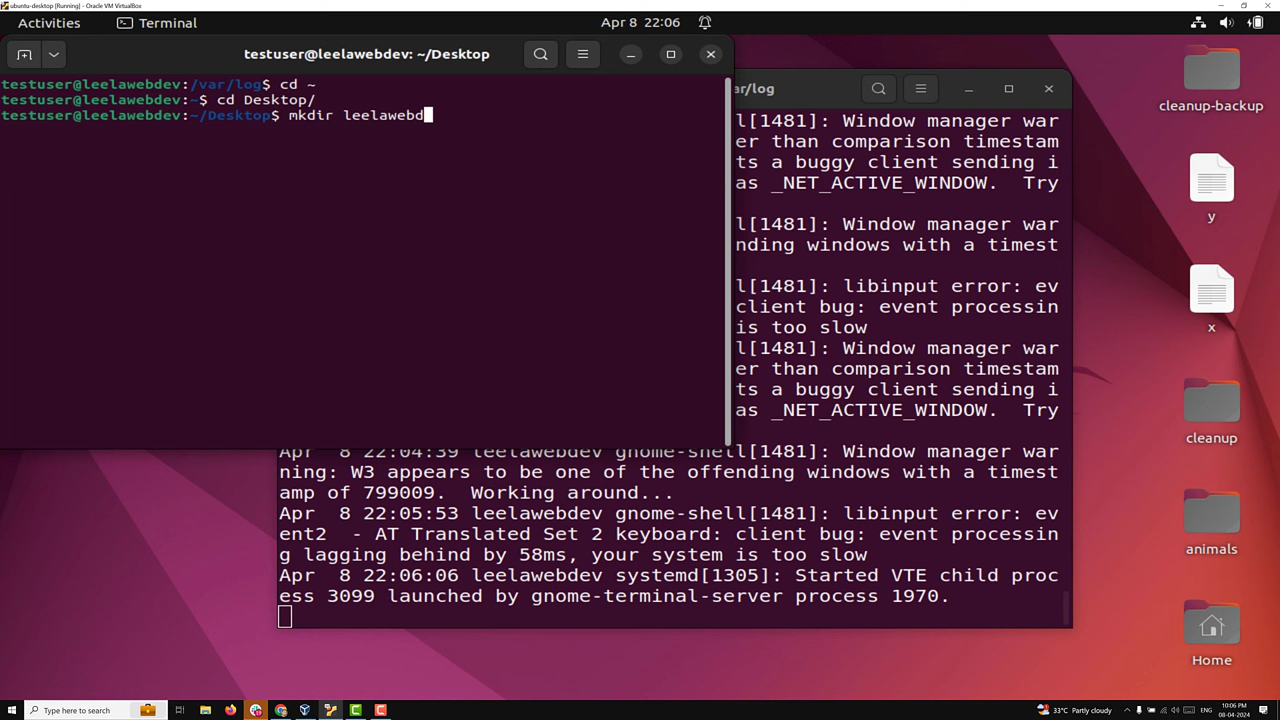 ubuntu-desktop [Running] - Oracle VM VirtualBox
Activities
Terminal
Apr 8 22:06
testuser@leelawebdev: ~/Desktop
testuser@leelawebdev:/var/log$ cd ~
testuser@leelawebdev:~$ cd Desktop/
testuser@leelawebdev:~/Desktop$ mkdir leelawebd
ar/log
l[1481]: Window manager war
er than comparison timestam
ts a buggy client sending i
as _NET_ACTIVE_WINDOW.  Try
l[1481]: Window manager war
nding windows with a timest
l[1481]: libinput error: ev
client bug: event processin
is too slow
l[1481]: Window manager war
er than comparison timestam
ts a buggy client sending i
as _NET_ACTIVE_WINDOW.  Try
Apr  8 22:04:39 leelawebdev gnome-shell[1481]: Window manager war
ning: W3 appears to be one of the offending windows with a timest
amp of 799009.  Working around...
Apr  8 22:05:53 leelawebdev gnome-shell[1481]: libinput error: ev
ent2  - AT Translated Set 2 keyboard: client bug: event processin
g lagging behind by 58ms, your system is too slow
Apr  8 22:06:06 leelawebdev systemd[1305]: Started VTE child proc
ess 3099 launched by gnome-terminal-server process 1970.
cleanup-backup
y
x
cleanup
animals
Home
Type here to search
33°C Partly cloudy
ENG
10:06 PM
08-04-2024